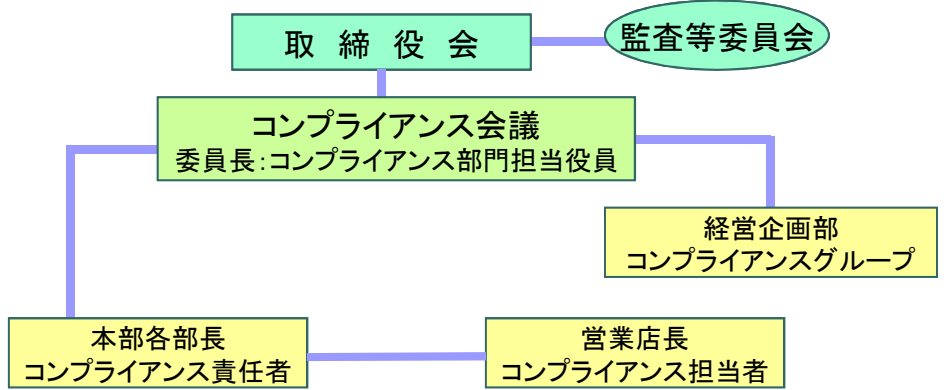 取 締 役 会
監査等委員会
コンプライアンス会議
委員長:コンプライアンス部門担当役員
経営企画部
コンプライアンスグループ
本部各部長
コンプライアンス責任者
営業店長
コンプライアンス担当者